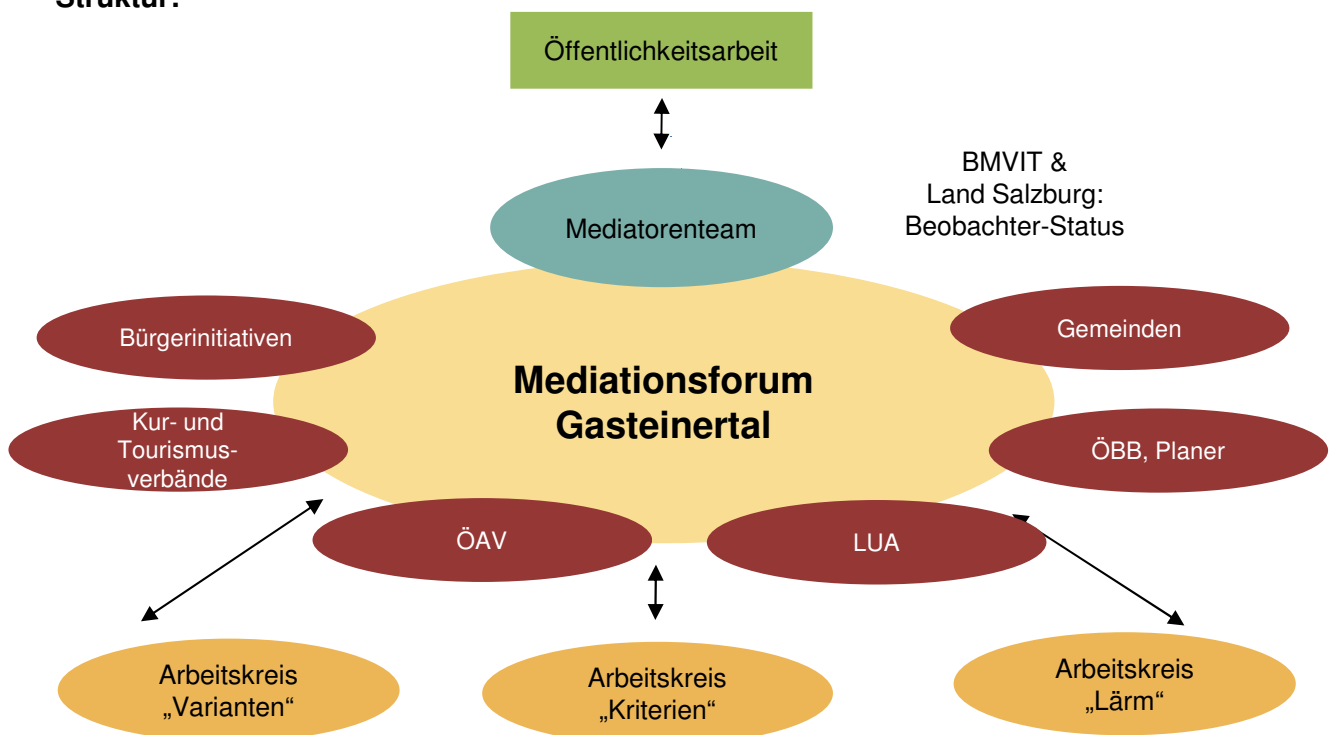 Struktur:
Öffentlichkeitsarbeit
BMVIT &
Land Salzburg:
Beobachter-Status
Mediatorenteam
Bürgerinitiativen
Gemeinden
Mediationsforum
Gasteinertal
Kur- und
Tourismus-
verbände
ÖBB, Planer
ÖAV
LUA
Arbeitskreis
„Varianten“
Arbeitskreis
„Kriterien“
Arbeitskreis
„Lärm“